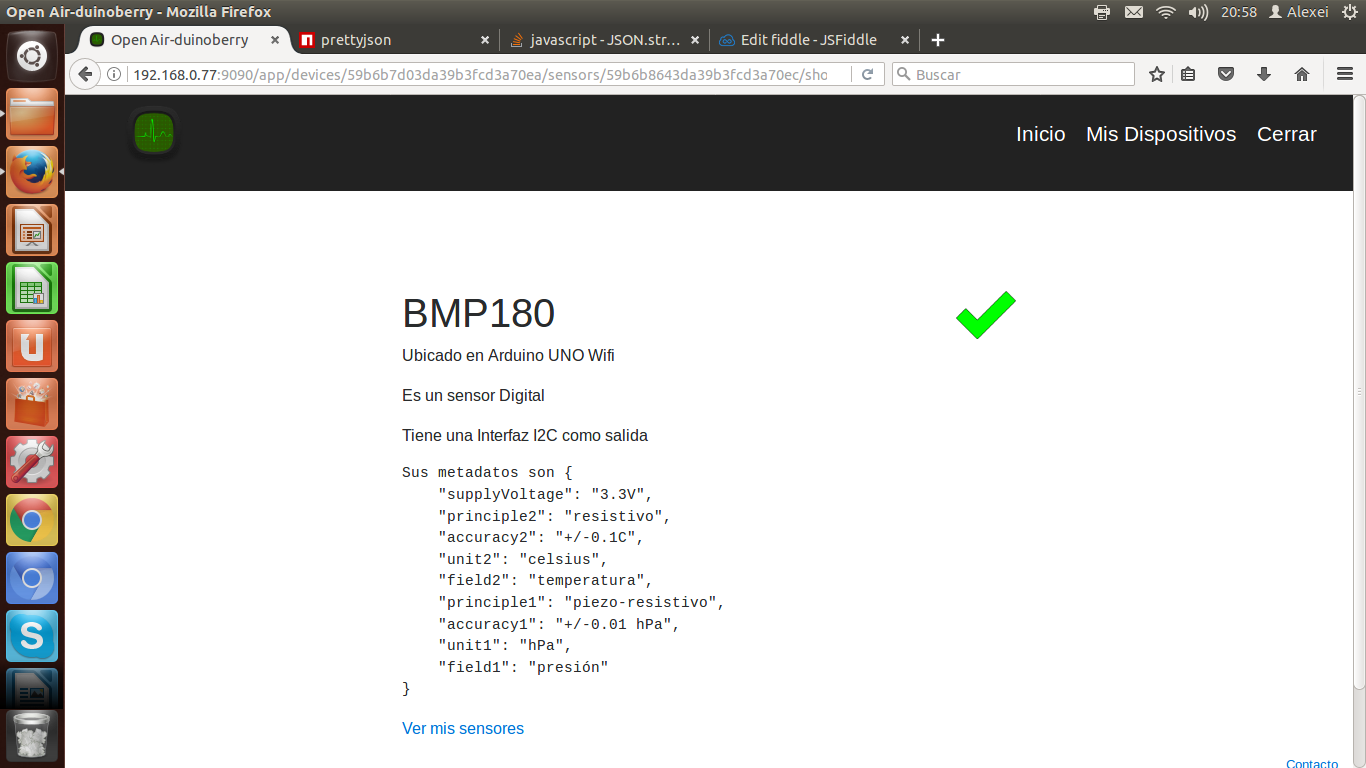 Open Air-duinoberry - Mozilla Firefox
20:58 Alexei
Open Air-duinoberry
prettyjson
javascript - JSON.str...
Edit fiddle - JSFiddle
192.168.0.77:9090/app/devices/59b6b7d03da39b3fcd3a70ea/sensors/59b6b8643da39b3fcd3a70ec/sho
Buscar
Inicio Mis Dispositivos Cerrar
BMP180
Ubicado en Arduino UNO Wifi
Es un sensor Digital
Tiene una Interfaz I2C como salida
Sus metadatos son {
"supplyVoltage": "3.3V",
"principle2": "resistivo",
"accuracy2": "+/-0.1C",
"unit2": "celsius",
"field2": "temperatura",
"principle1": "piezo-resistivo",
"accuracy1": "+/-0.01 hPa",
"unit1": "hPa",
"field1": "presión"
}
Ver mis sensores
Contacto